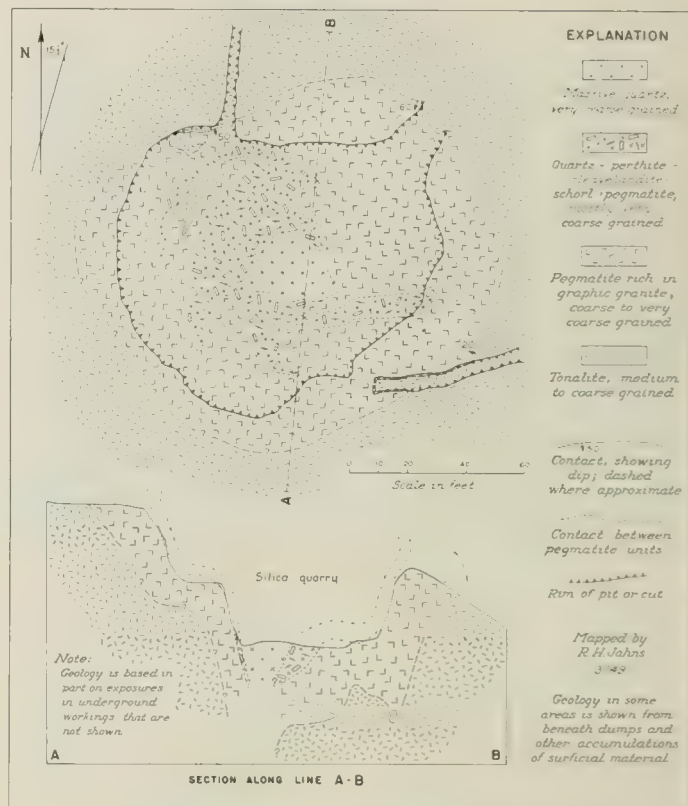 N
15½°
B
60
50
A
0 20 40 60
Scale in feet
EXPLANATION
Massive quartz,
very coarse grained
Quartz - perthite -
cleavelandite -
schorl pegmatite,
very
coarse grained
Pegmatite rich in
graphic granite,
coarse to very
coarse grained
Tonalite, medium
to coarse grained
Contact, showing
dip; dashed
where approximate
Contact between
pegmatite units
Rim of pit or cut
Mapped by
R. H. Jahns
Geology in some
areas is shown from
beneath dumps and
other accumulations
of surficial material
Silica quarry
Note:
Geology is based in
part on exposures
in underground
workings that are
not shown
A
B
SECTION ALONG LINE A-B